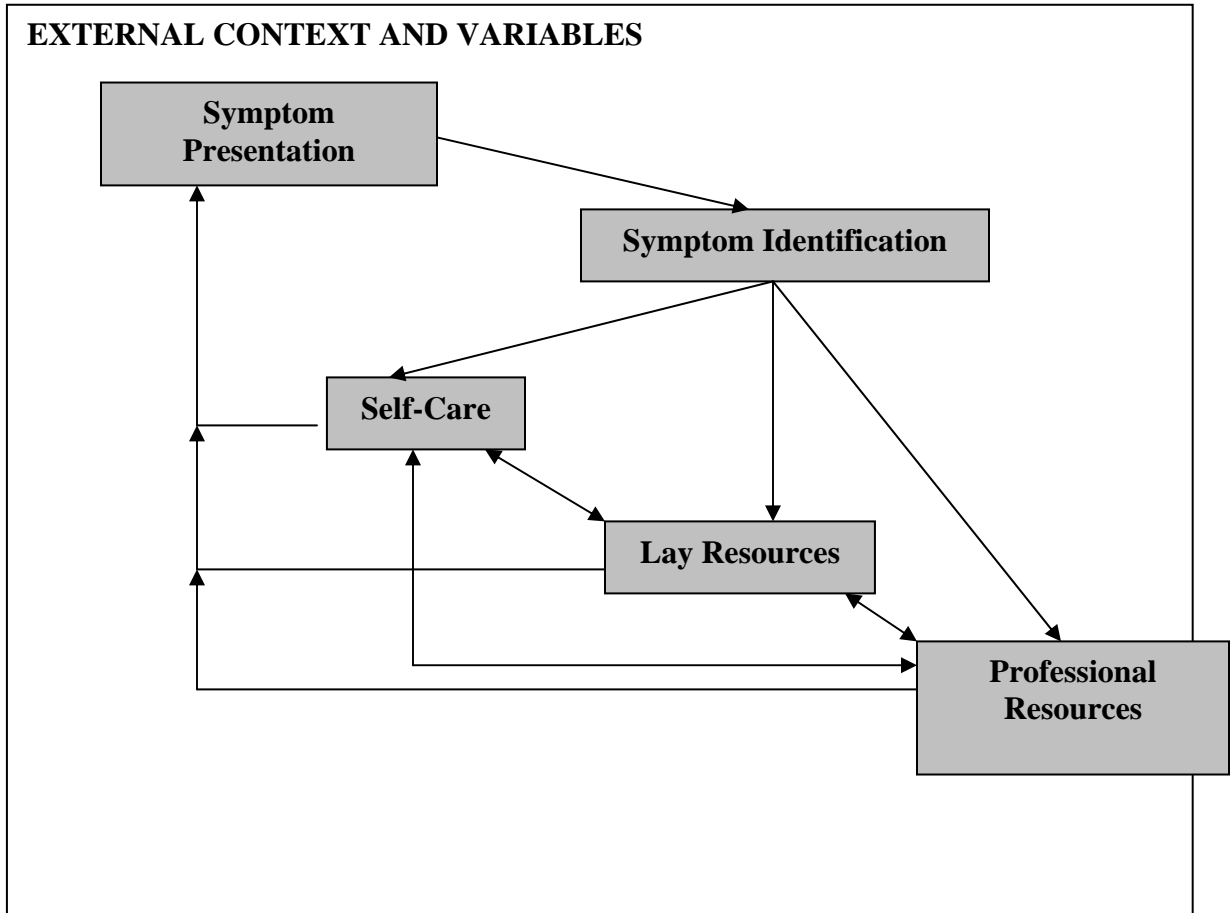 EXTERNAL CONTEXT AND VARIABLES
Symptom
Presentation
Symptom Identification
Self-Care
Lay Resources
Professional
Resources